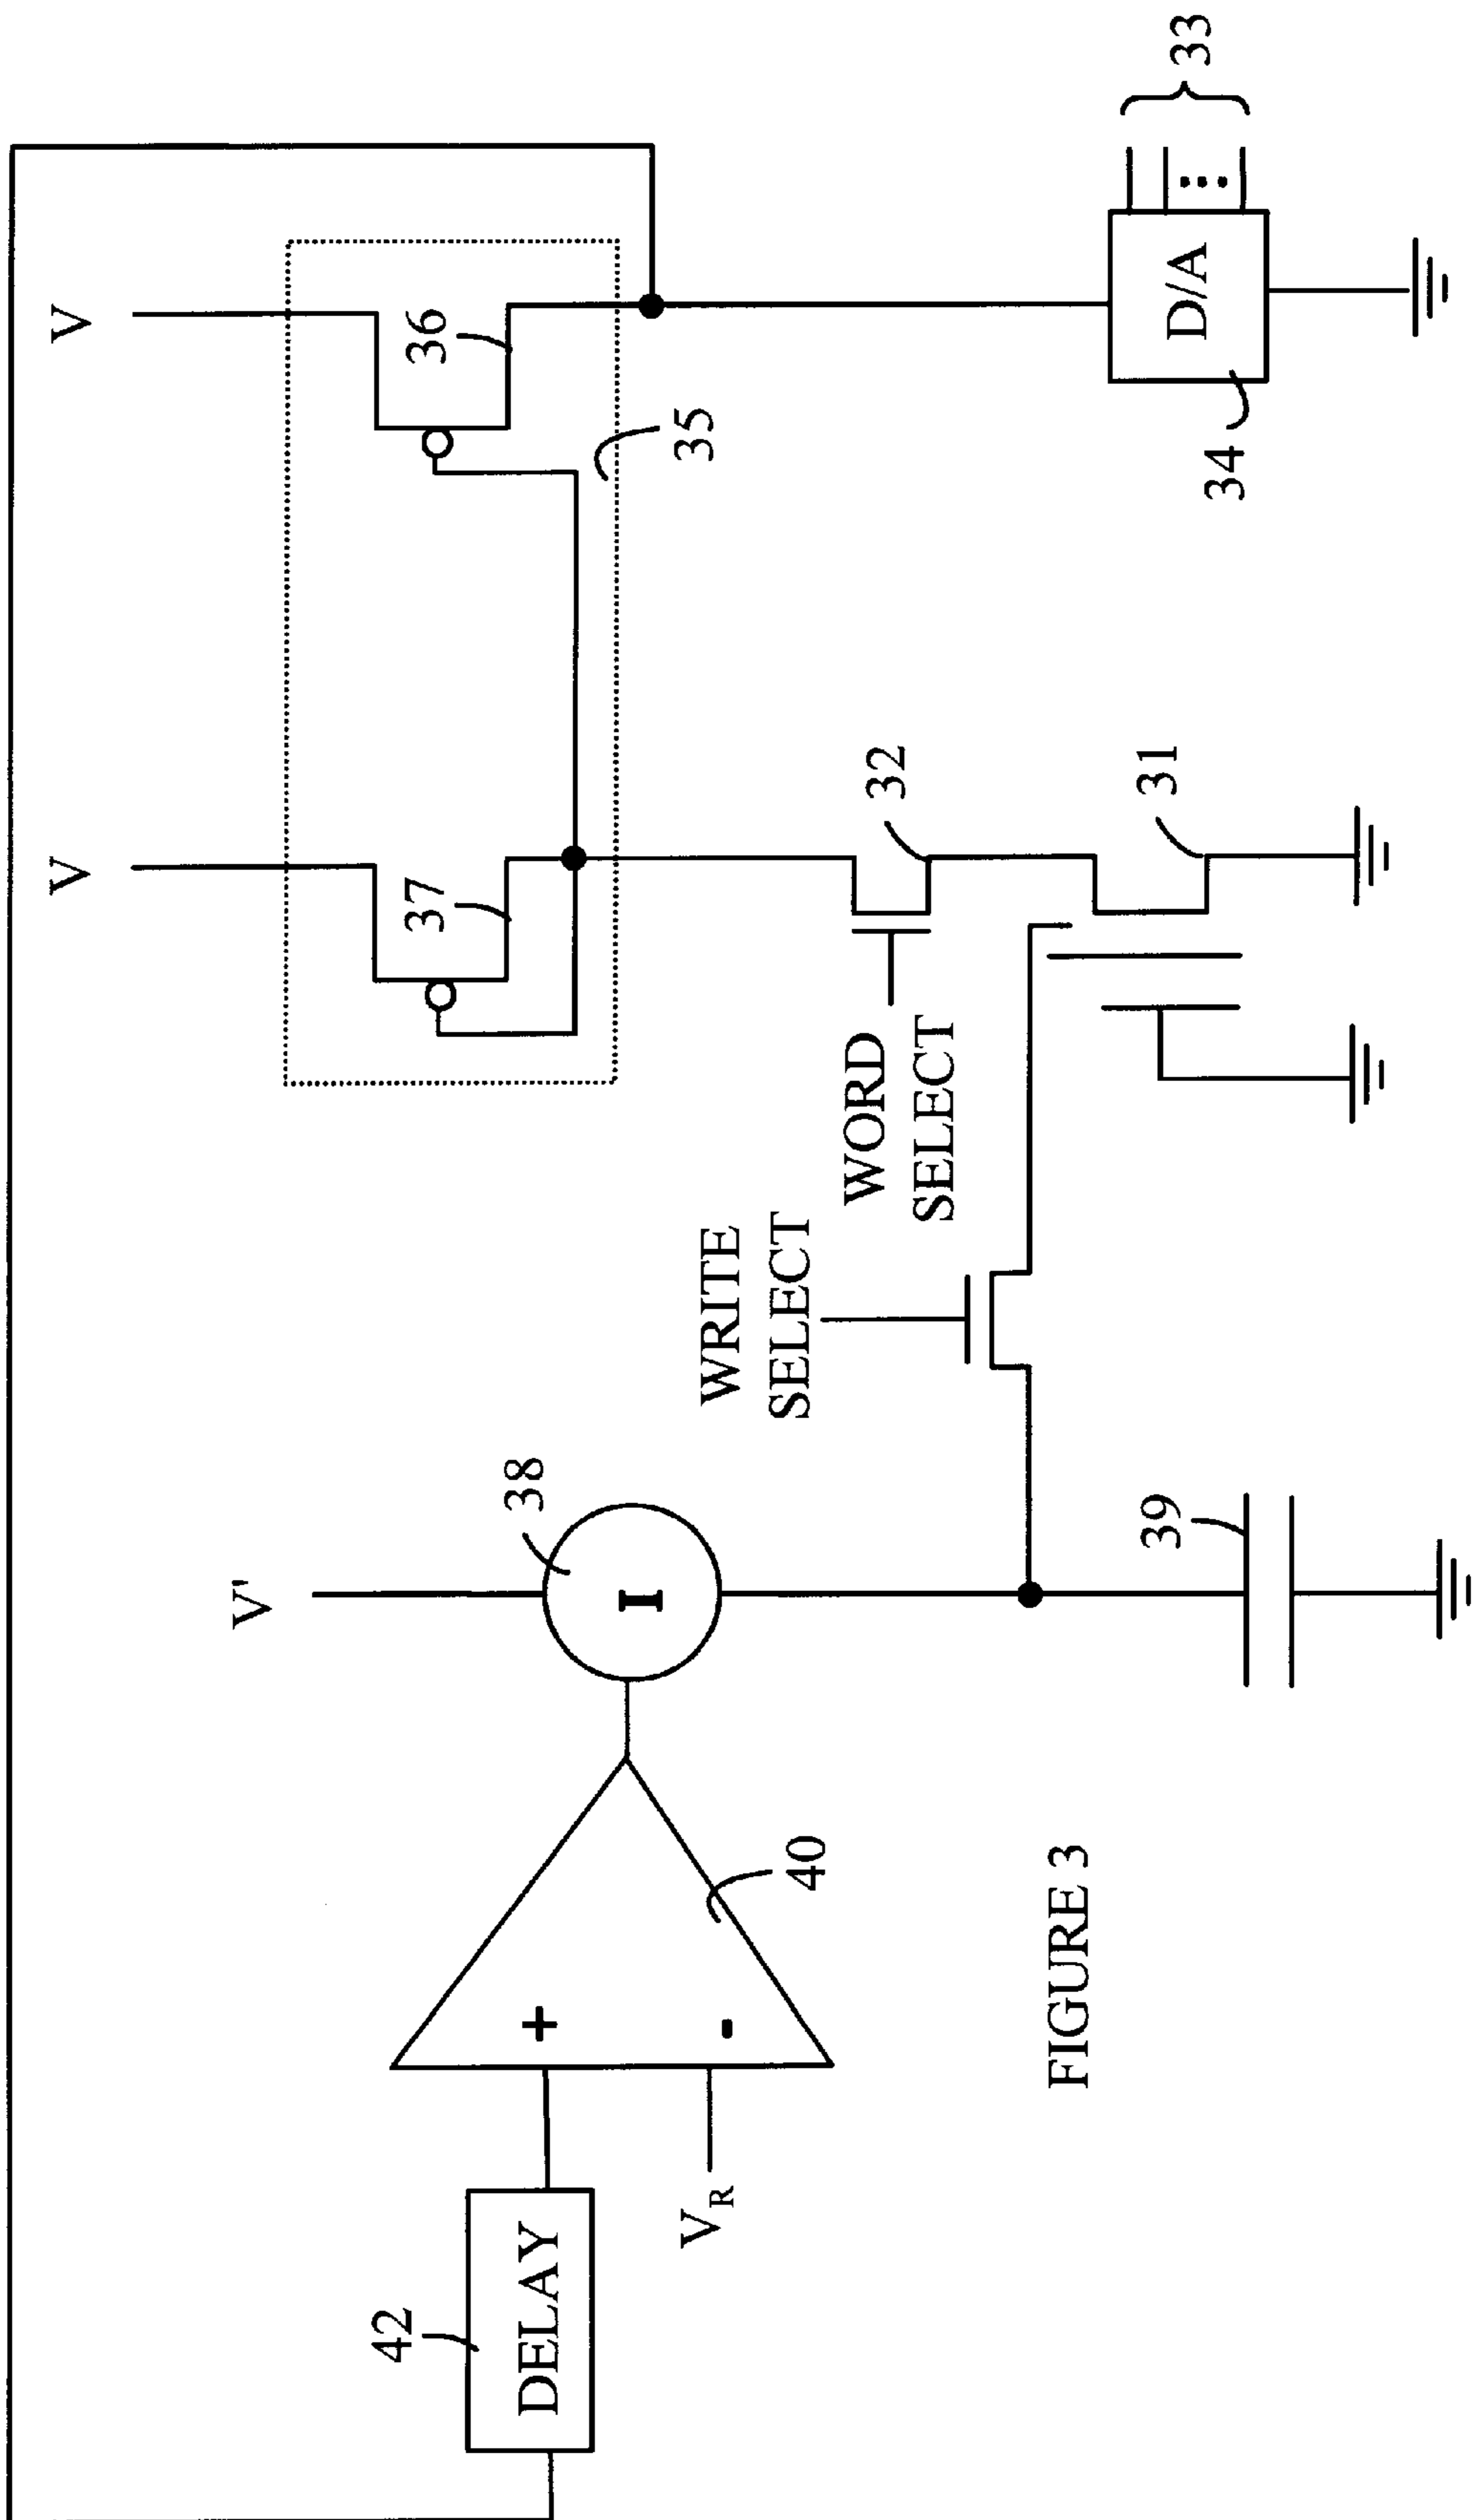 V
V
V'
36
37
35
38
42
DELAY
+
-
V_R
40
WRITE
SELECT
WORD
SELECT
32
31
39
D/A
33
34
FIGURE 3
I